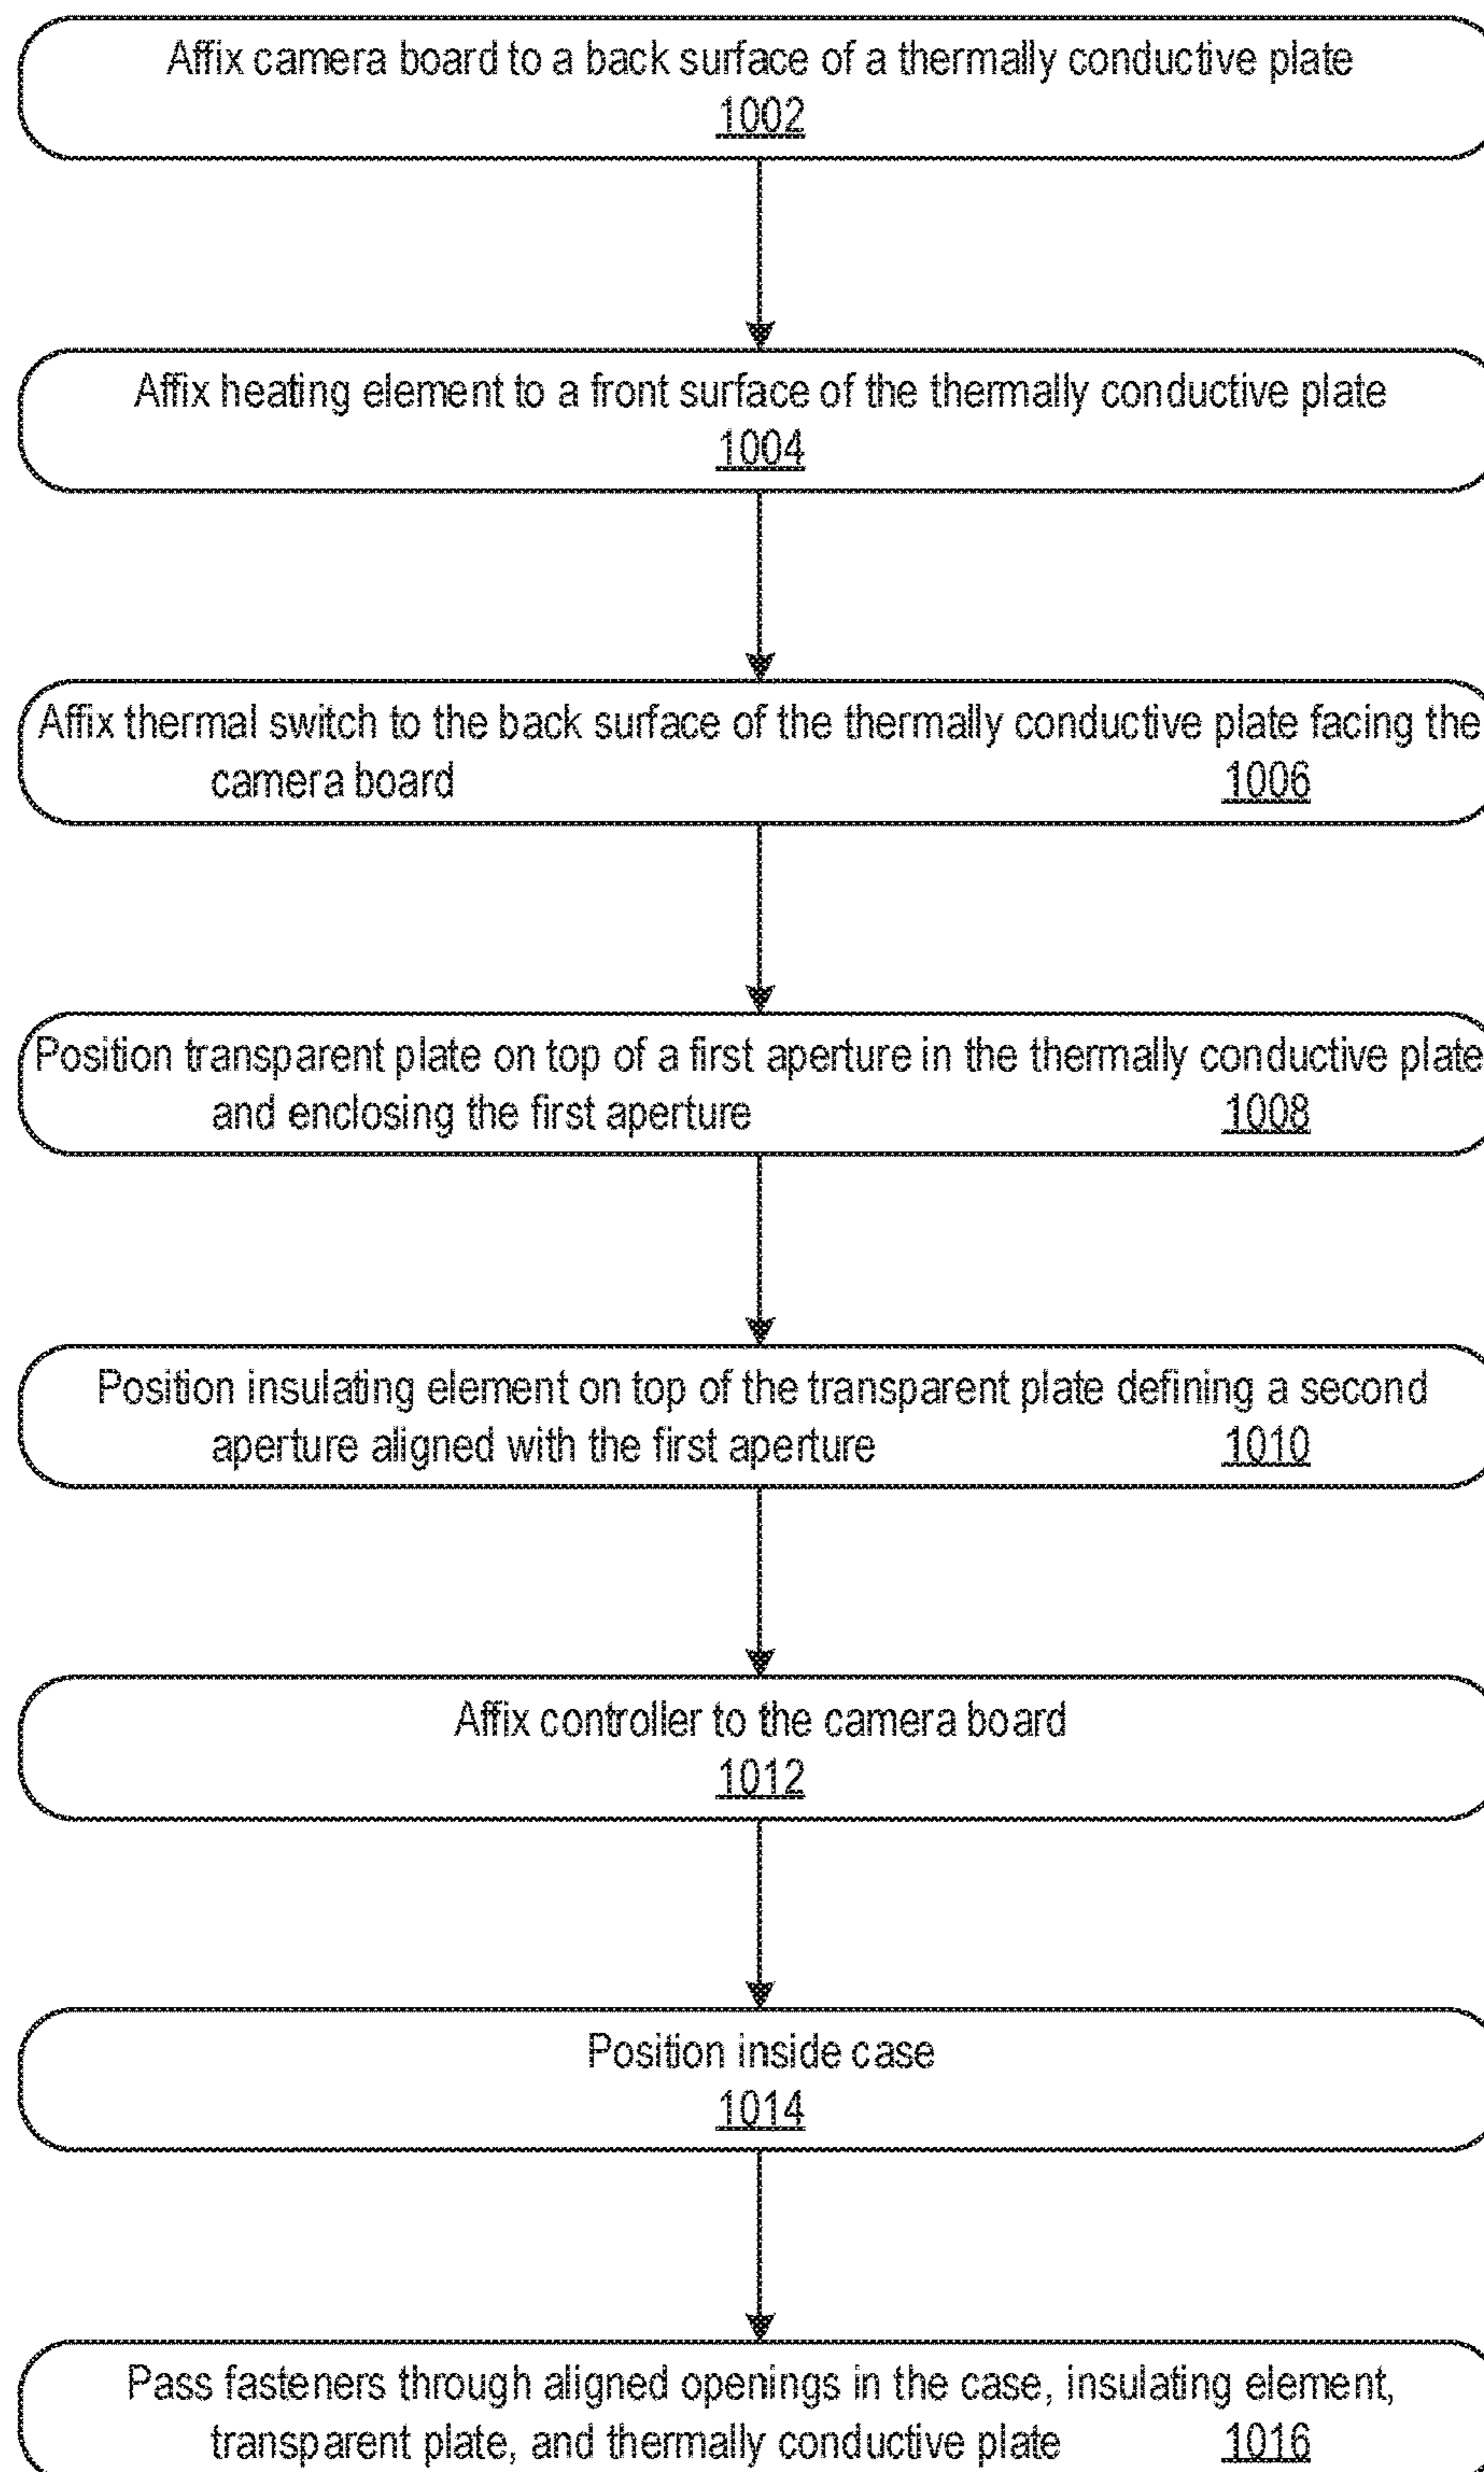 Affix camera board to a back surface of a thermally conductive plate
1002
Affix heating element to a front surface of the thermally conductive plate
1004
Affix thermal switch to the back surface of the thermally conductive plate facing the
camera board 1006
Position transparent plate on top of a first aperture in the thermally conductive plate
and enclosing the first aperture 1008
Position insulating element on top of the transparent plate defining a second
aperture aligned with the first aperture 1010
Affix controller to the camera board
1012
Position inside case
1014
Pass fasteners through aligned openings in the case, insulating element,
transparent plate, and thermally conductive plate 1016